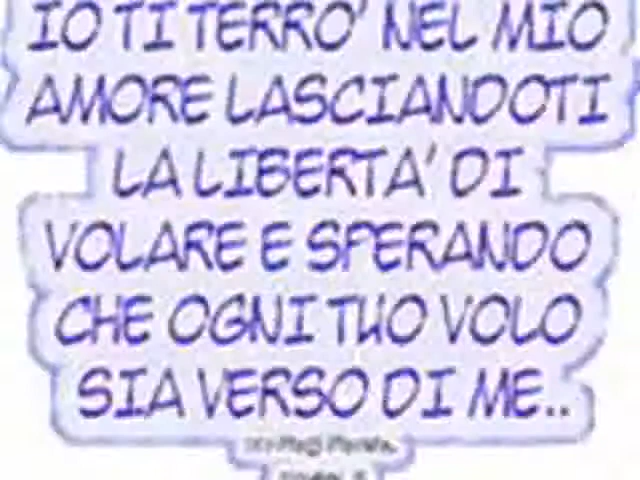 IO TI TERRO' NEL MIO
AMORE LASCIANDOTI
LA LIBERTA' DI
VOLARE E SPERANDO
CHE OGNI TUO VOLO
SIA VERSO DI ME..